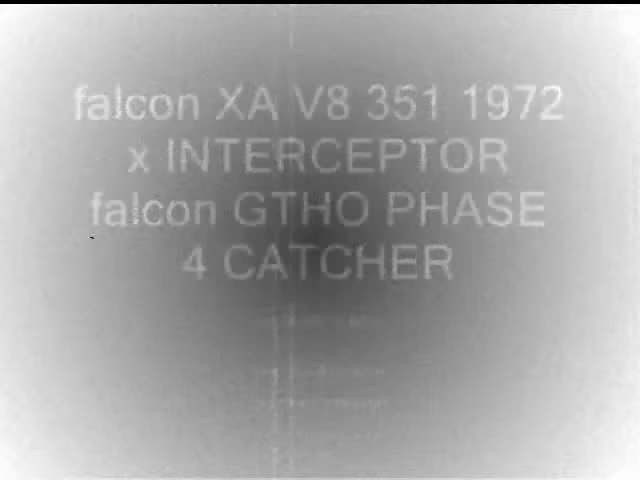 falcon XA V8 351 1972
x INTERCEPTOR
falcon GTHO PHASE
4 CATCHER